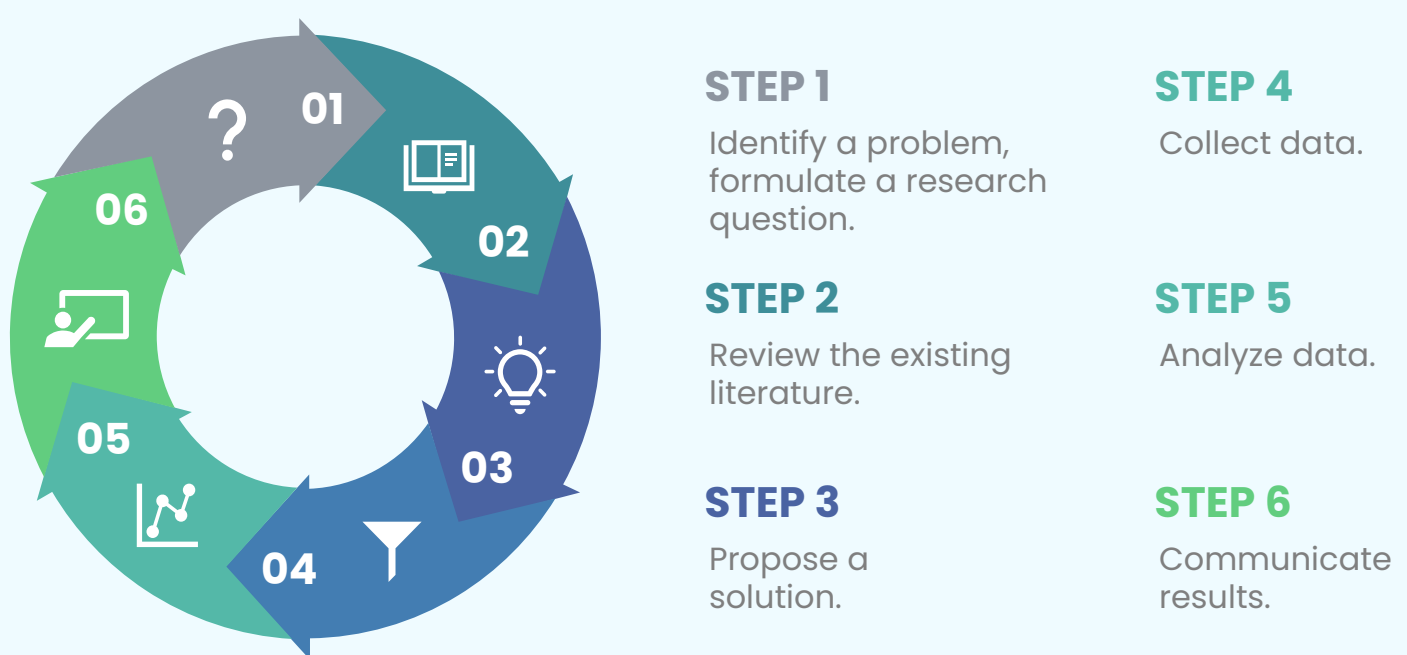 01
02
03
04
05
06
STEP 1
Identify a problem,
formulate a research
question.
STEP 2
Review the existing
literature.
STEP 3
Propose a
solution.
STEP 4
Collect data.
STEP 5
Analyze data.
STEP 6
Communicate
results.